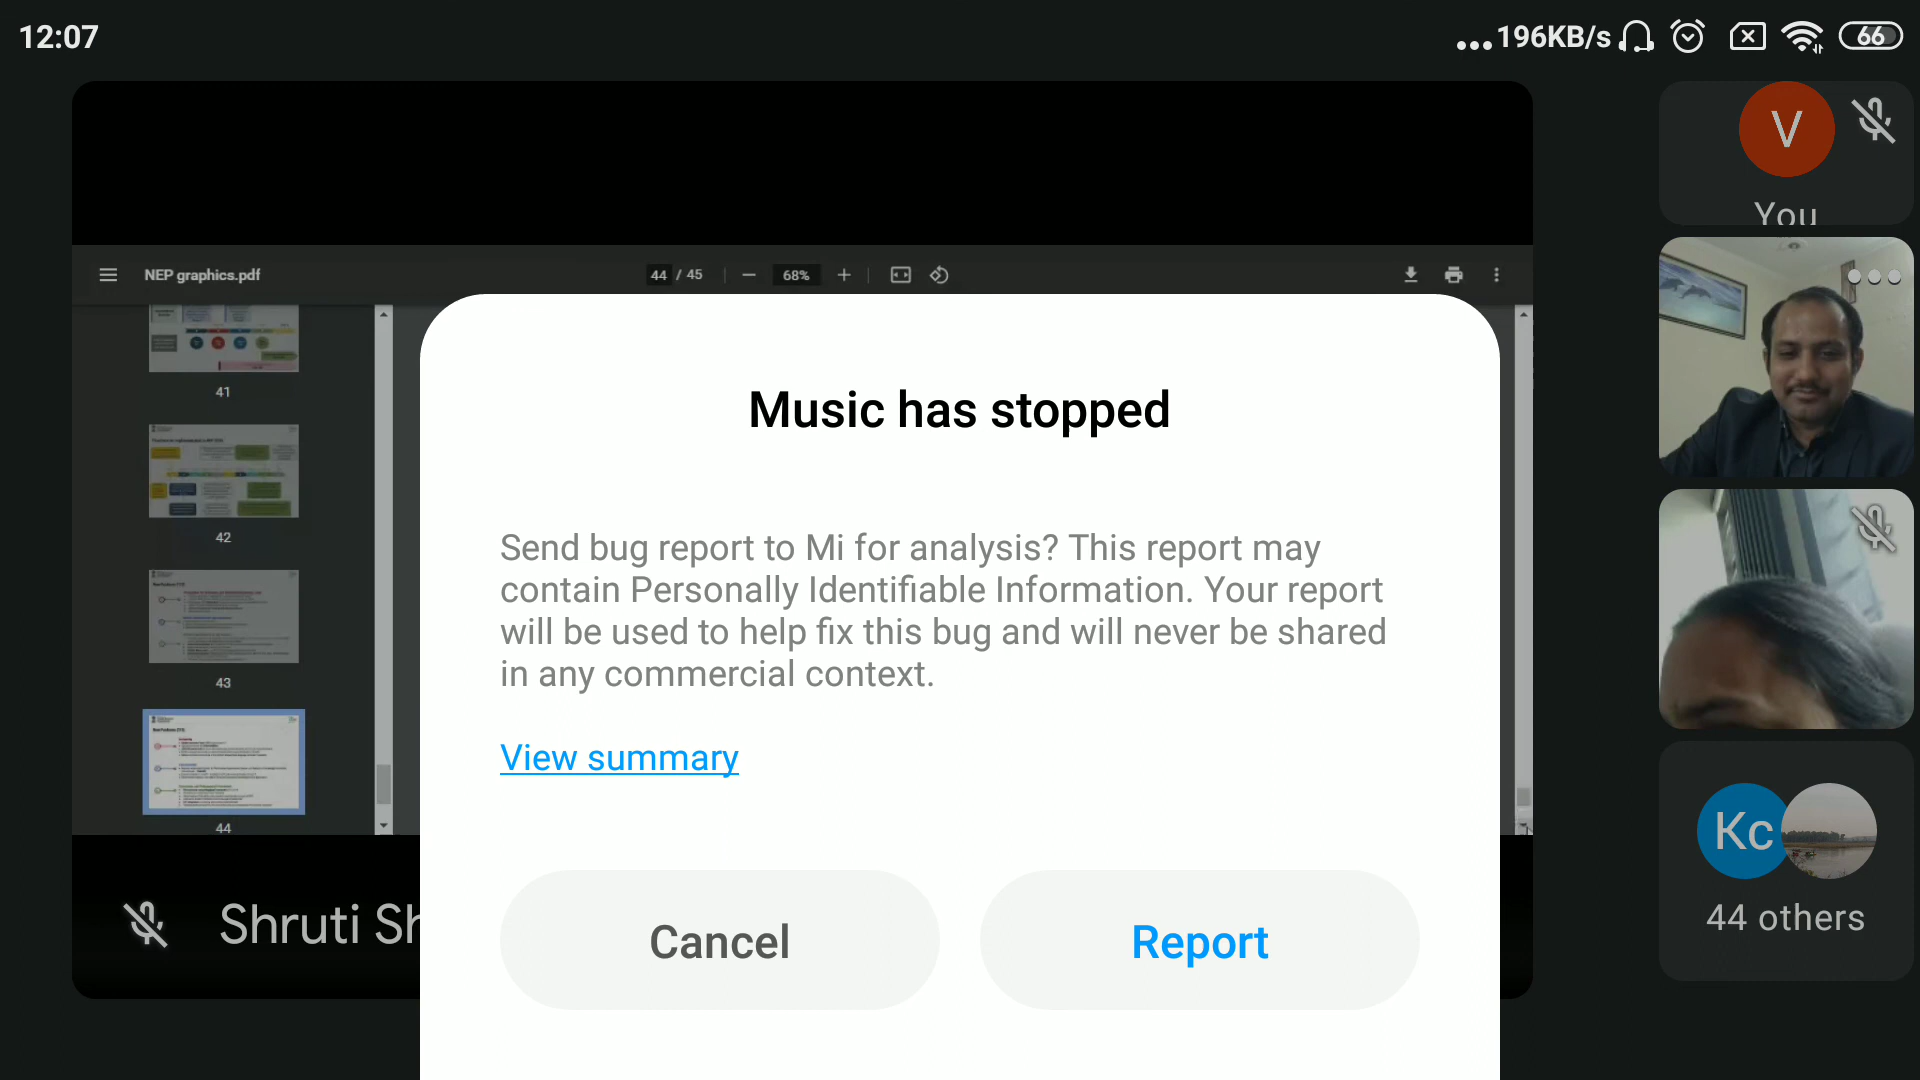 12:07
...196KB/s
66
V
You
NEP graphics.pdf
44 / 45
68%
41
42
43
44
Music has stopped
Send bug report to Mi for analysis? This report may
contain Personally Identifiable Information. Your report
will be used to help fix this bug and will never be shared
in any commercial context.
View summary
Cancel
Report
Shruti Sh
Kc
44 others